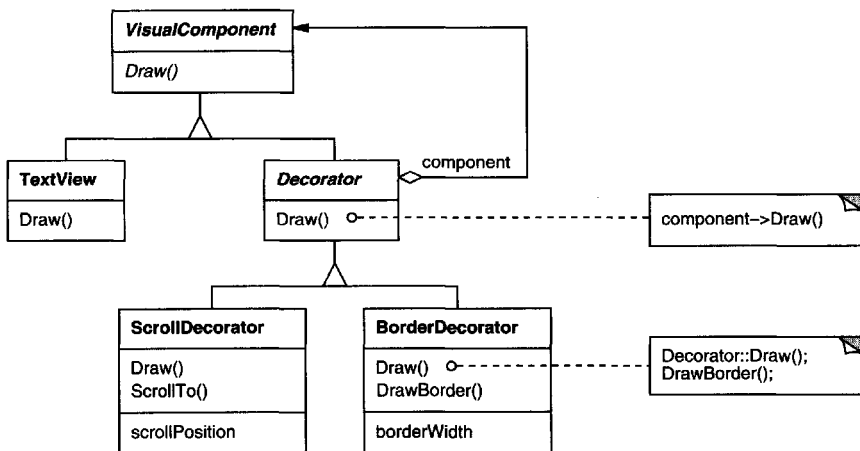 VisualComponent
Draw()
component
TextView
Draw()
Decorator
Draw()
component–>Draw()
ScrollDecorator
Draw()
ScrollTo()
scrollPosition
BorderDecorator
Draw()
DrawBorder()
borderWidth
Decorator::Draw();
DrawBorder();